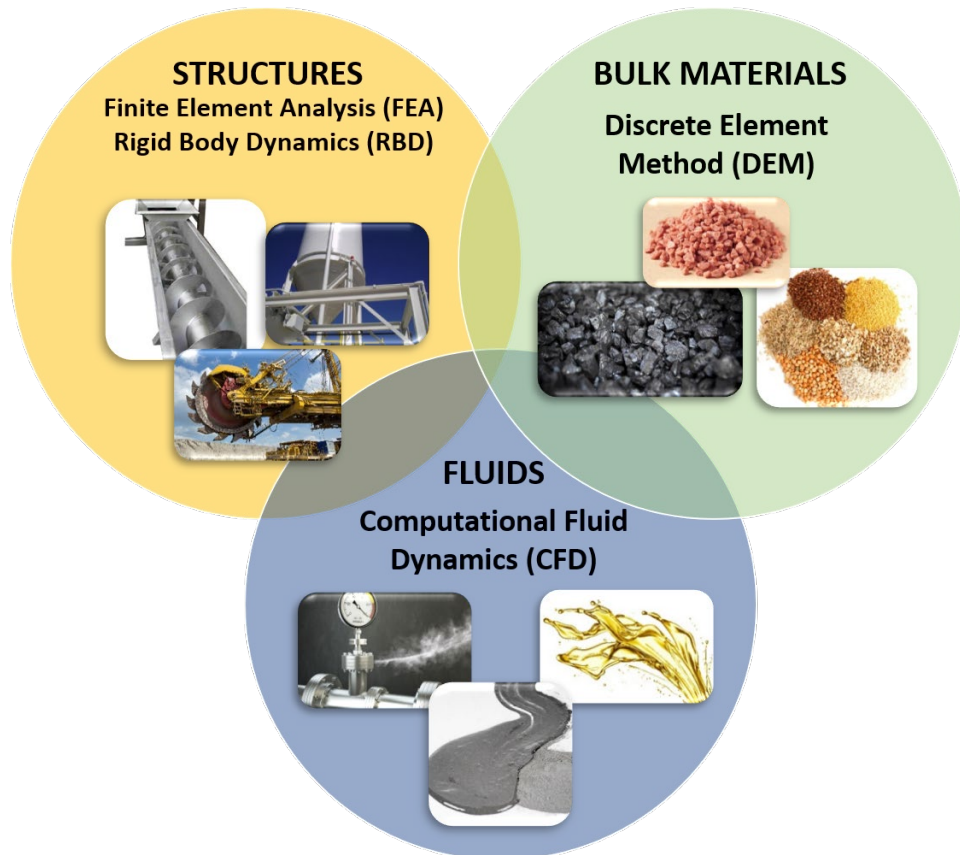 STRUCTURES
Finite Element Analysis (FEA)
Rigid Body Dynamics (RBD)
BULK MATERIALS
Discrete Element
Method (DEM)
FLUIDS
Computational Fluid
Dynamics (CFD)